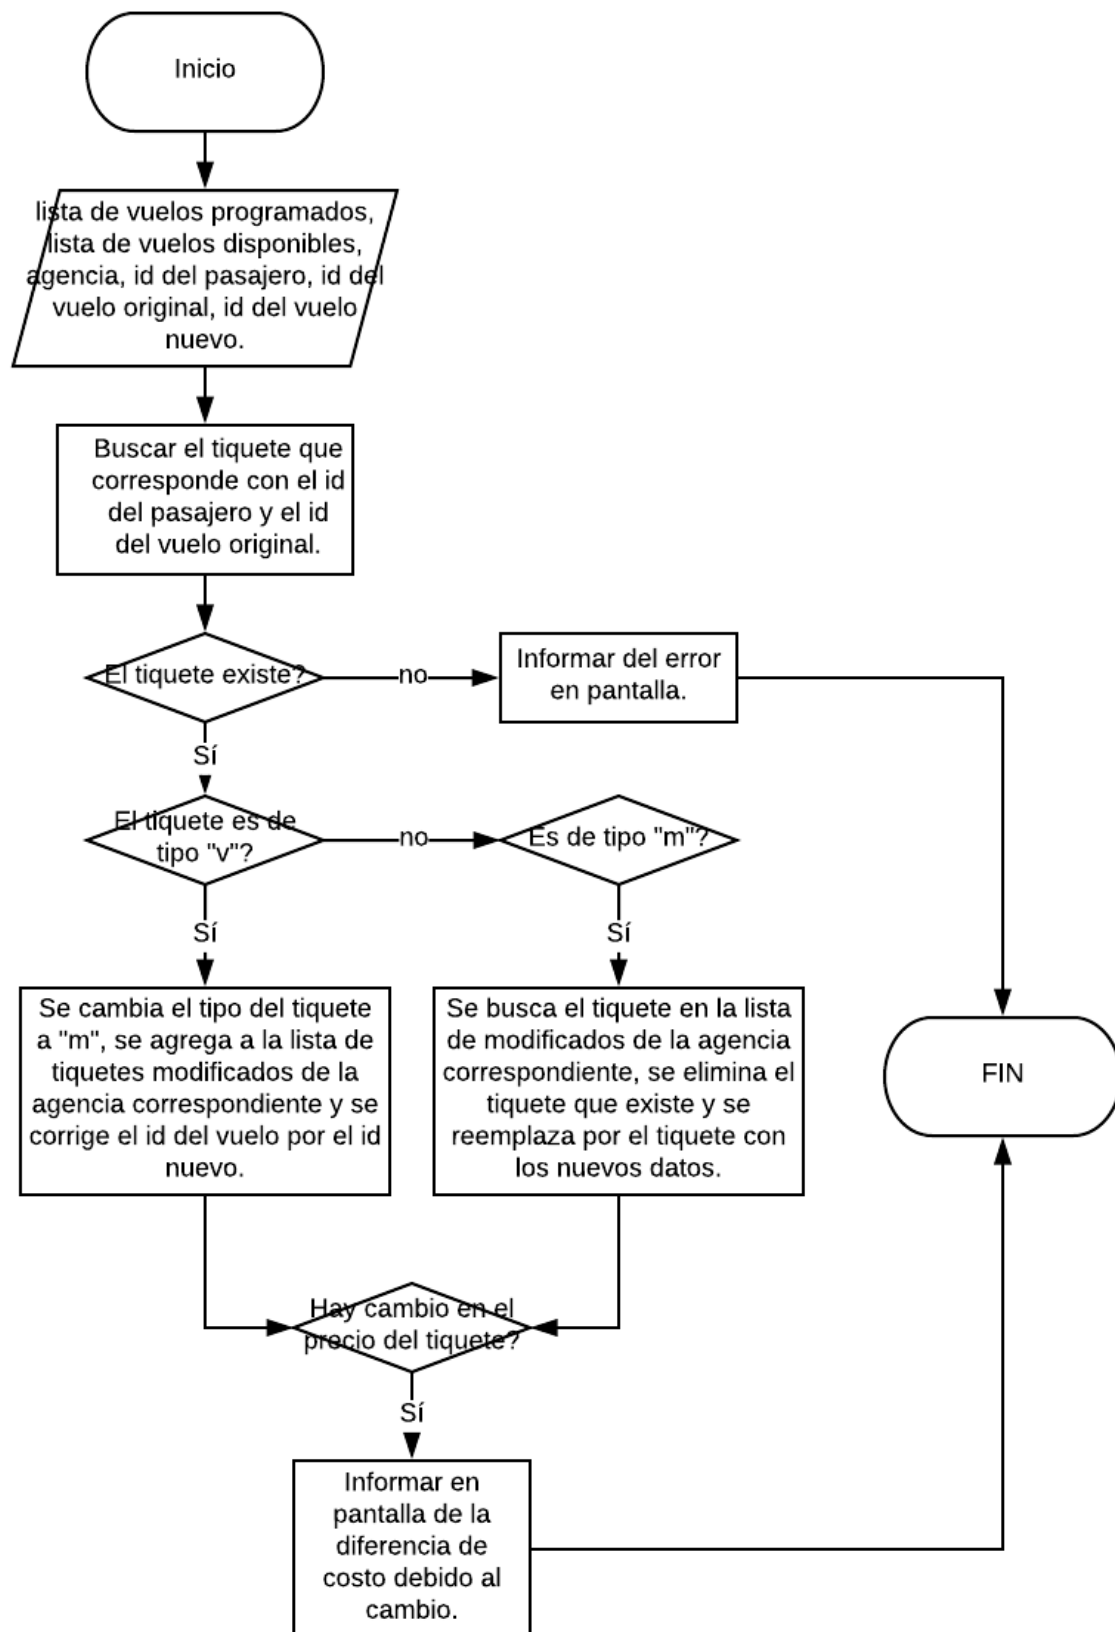 Inicio
lista de vuelos programados,
lista de vuelos disponibles,
agencia, id del pasajero, id del
vuelo original, id del vuelo
nuevo.
Buscar el tiquete que
corresponde con el id
del pasajero y el id
del vuelo original.
El tiquete existe?
no
Informar del error
en pantalla.
Sí
El tiquete es de
tipo "v"?
no
Es de tipo "m"?
Sí
Sí
Se cambia el tipo del tiquete
a "m", se agrega a la lista de
tiquetes modificados de la
agencia correspondiente y se
corrige el id del vuelo por el id
nuevo.
Se busca el tiquete en la lista
de modificados de la agencia
correspondiente, se elimina el
tiquete que existe y se
reemplaza por el tiquete con
los nuevos datos.
FIN
Hay cambio en el
precio del tiquete?
Sí
Informar en
pantalla de la
diferencia de
costo debido al
cambio.